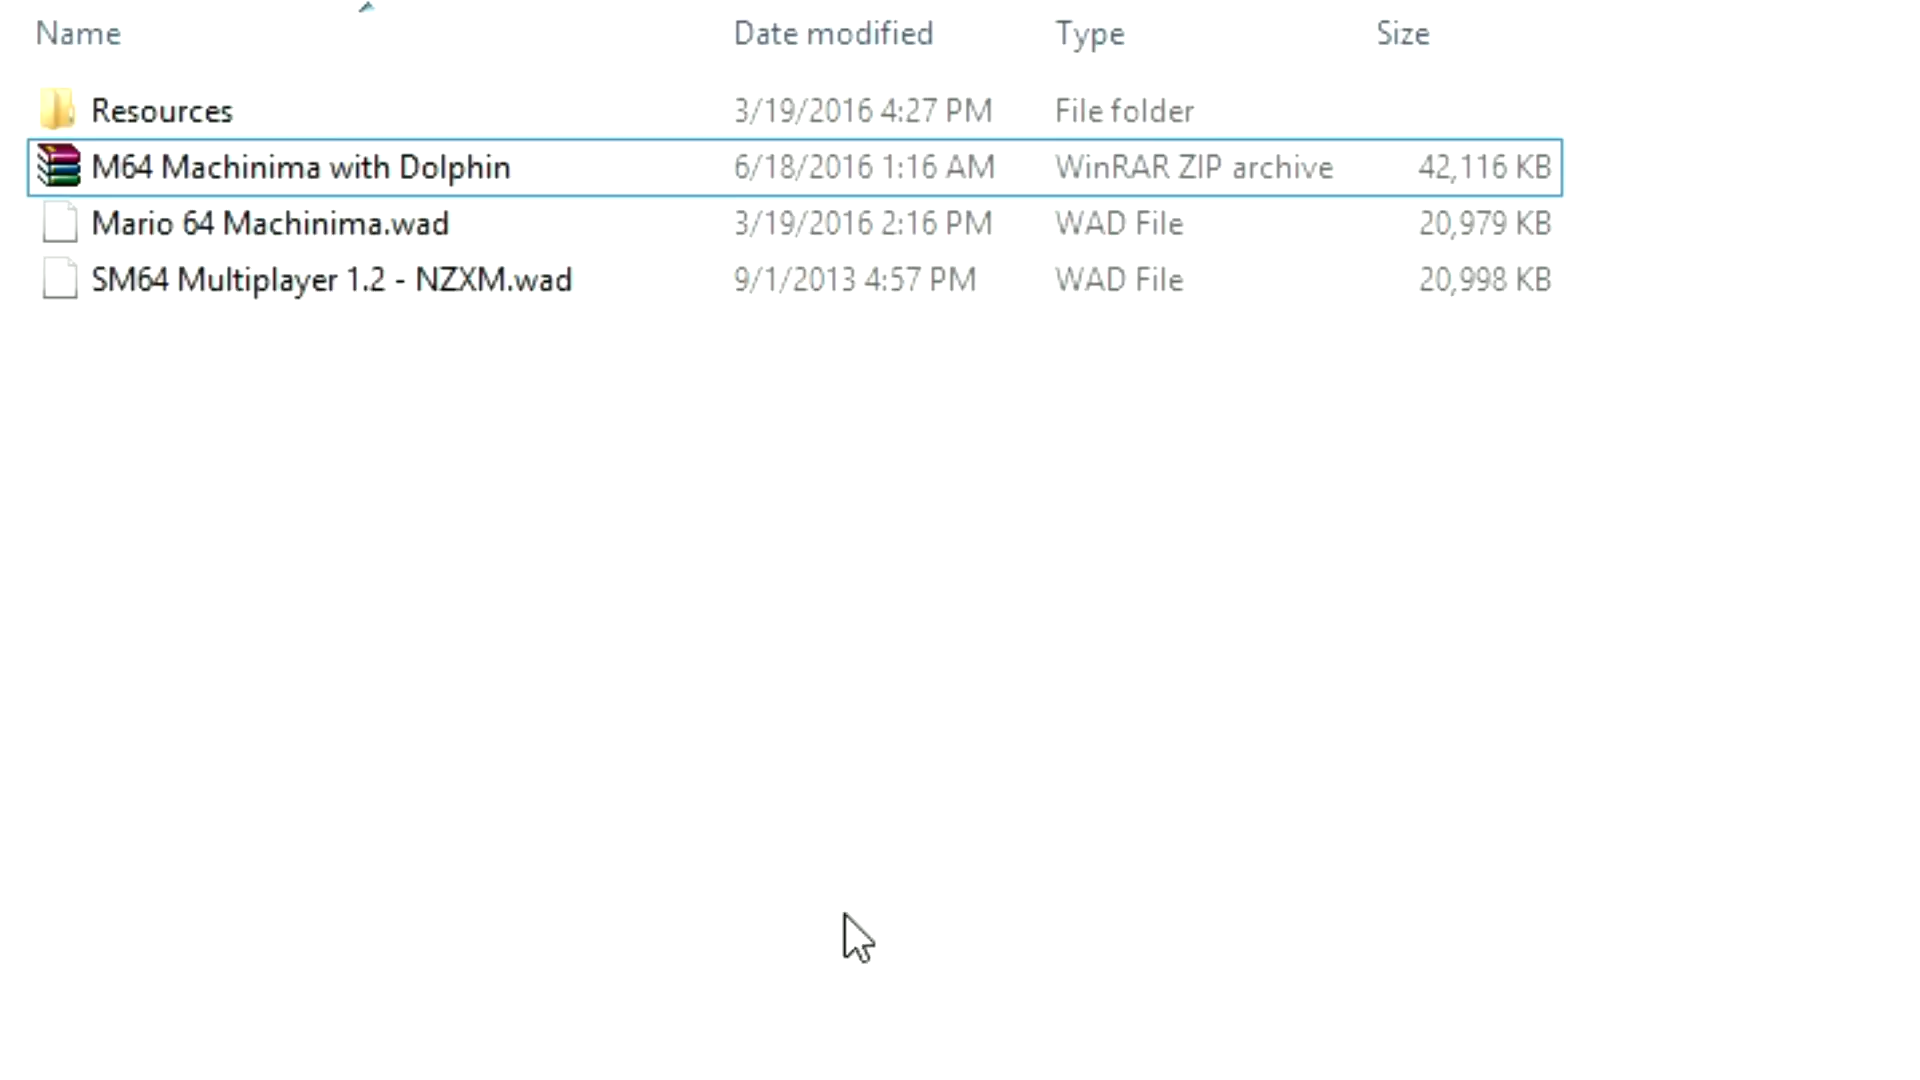 Name Date modified Type Size
Resources 3/19/2016 4:27 PM File folder
M64 Machinima with Dolphin 6/18/2016 1:16 AM WinRAR ZIP archive 42,116 KB
Mario 64 Machinima.wad 3/19/2016 2:16 PM WAD File 20,979 KB
SM64 Multiplayer 1.2 - NZXM.wad 9/1/2013 4:57 PM WAD File 20,998 KB